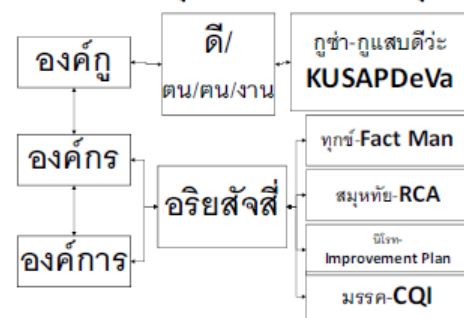 องค์กู
ดี/
ตน/ฅน/งาน
กูซ่า-กูแสบดีว่ะ
KUSAPDeVa
องค์กร
อริยสัจสี่
ทุกข์-Fact Man
สมุหทัย-RCA
นิโรท-
Improvement Plan
มรรค-CQI
องค์การ